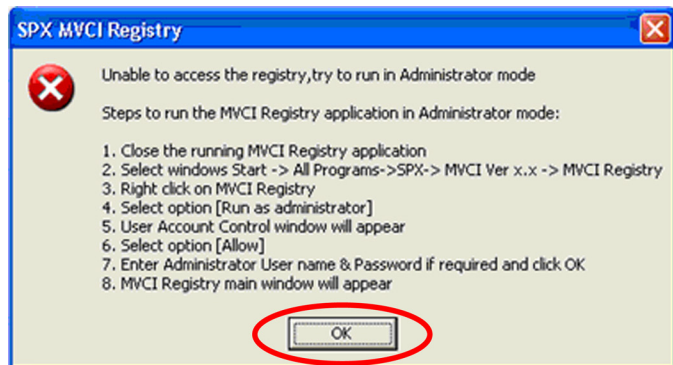 SPX MVCI Registry
Unable to access the registry,try to run in Administrator mode
Steps to run the MVCI Registry application in Administrator mode:
1. Close the running MVCI Registry application
2. Select windows Start -> All Programs->SPX-> MVCI Ver x.x -> MVCI Registry
3. Right click on MVCI Registry
4. Select option [Run as administrator]
5. User Account Control window will appear
6. Select option [Allow]
7. Enter Administrator User name & Password if required and click OK
8. MVCI Registry main window will appear
OK